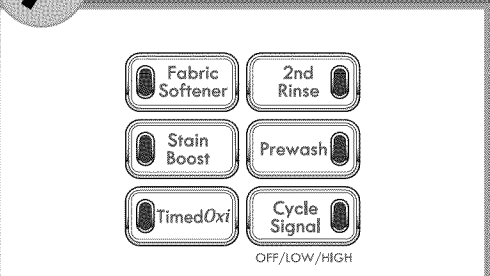 Fabric
Softener
2nd
Rinse
Stain
Boost
Prewash
TimedOxi
Cycle
Signal
OFF/LOW/HIGH